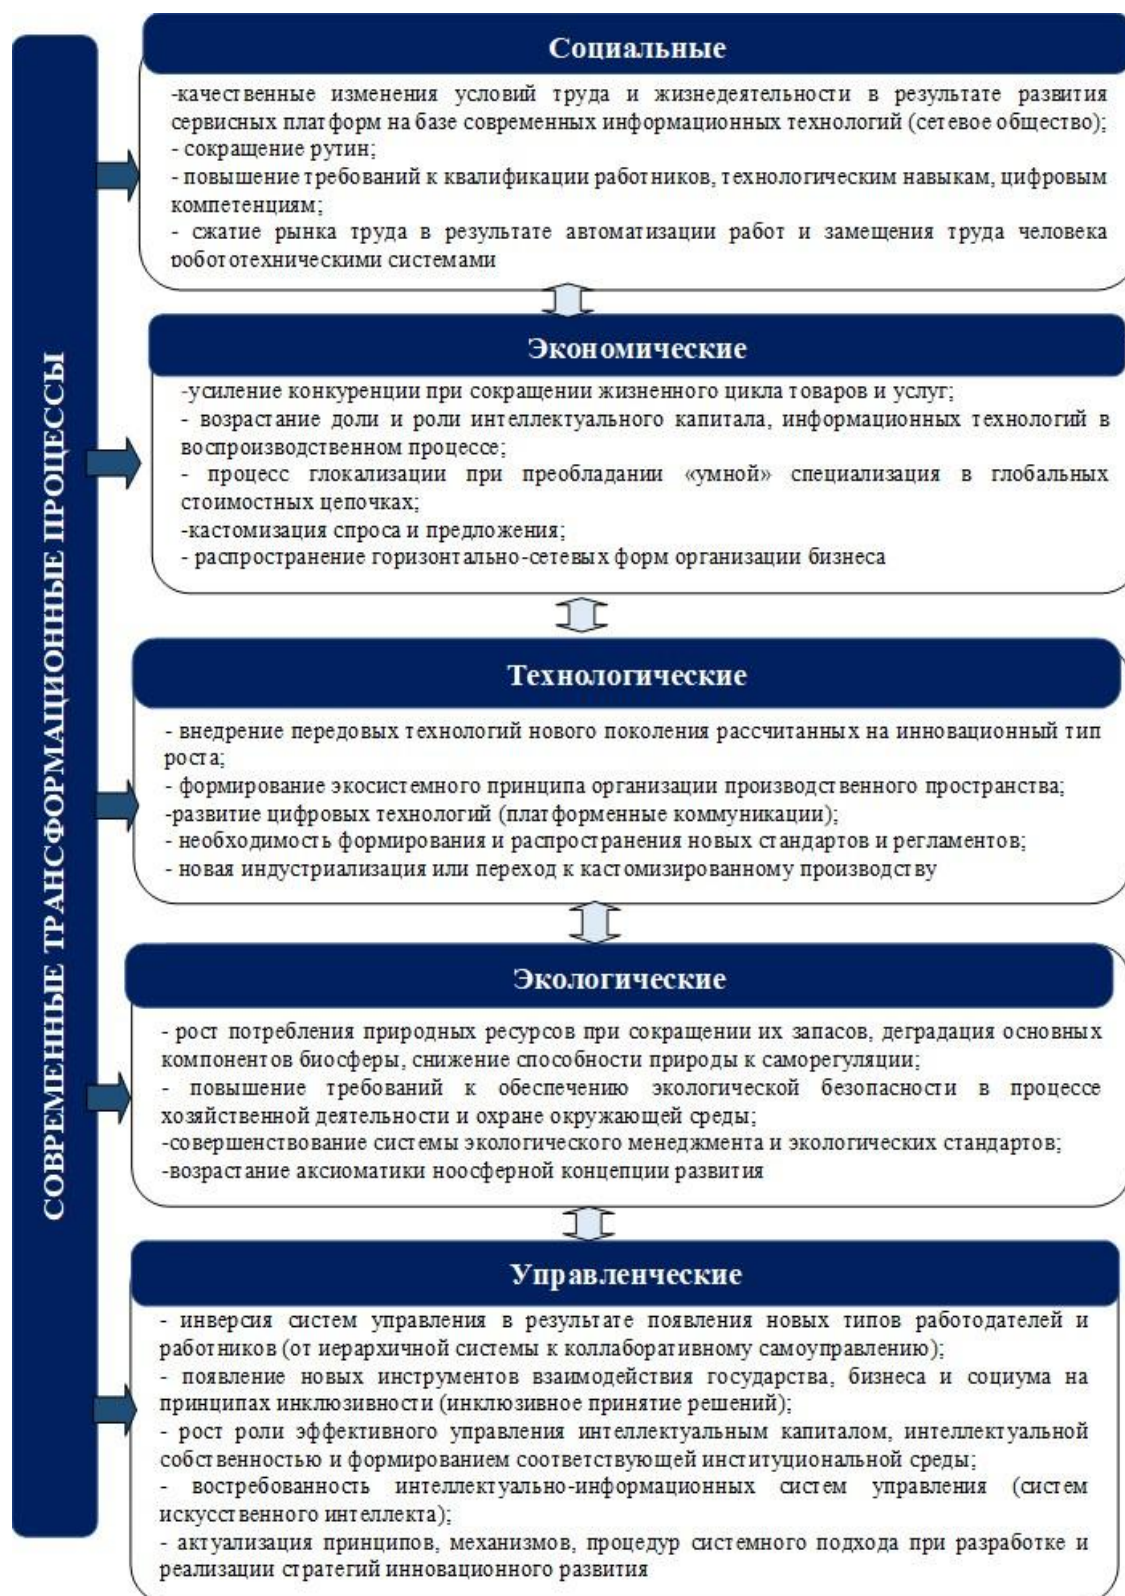 СОВРЕМЕННЫЕ ТРАНСФОРМАЦИОННЫЕ ПРОЦЕССЫ
Социальные
-качественные изменения условий труда и жизнедеятельности в результате развития
сервисных платформ на базе современных информационных технологий (сетевое общество);
- сокращение рутин;
- повышение требований к квалификации работников, технологическим навыкам, цифровым
компетенциям;
- сжатие рынка труда в результате автоматизации работ и замещения труда человека
робототехническими системами
Экономические
-усиление конкуренции при сокращении жизненного цикла товаров и услуг;
- возрастание доли и роли интеллектуального капитала, информационных технологий в
воспроизводственном процессе;
- процесс глокализации при преобладании «умной» специализация в глобальных
стоимостных цепочках;
-кастомизация спроса и предложения;
- распространение горизонтально-сетевых форм организации бизнеса
Технологические
- внедрение передовых технологий нового поколения рассчитанных на инновационный тип
роста;
- формирование экосистемного принципа организации производственного пространства;
-развитие цифровых технологий (платформенные коммуникации);
- необходимость формирования и распространения новых стандартов и регламентов;
- новая индустриализация или переход к кастомизированному производству
Экологические
- рост потребления природных ресурсов при сокращении их запасов, деградация основных
компонентов биосферы, снижение способности природы к саморегуляции;
- повышение требований к обеспечению экологической безопасности в процессе
хозяйственной деятельности и охране окружающей среды;
-совершенствование системы экологического менеджмента и экологических стандартов;
-возрастание аксиоматики ноосферной концепции развития
Управленческие
- инверсия систем управления в результате появления новых типов работодателей и
работников (от иерархичной системы к коллаборативному самоуправлению);
- появление новых инструментов взаимодействия государства, бизнеса и социума на
принципах инклюзивности (инклюзивное принятие решений);
- рост роли эффективного управления интеллектуальным капиталом, интеллектуальной
собственностью и формированием соответствующей институциональной среды;
- востребованность интеллектуально-информационных систем управления (систем
искусственного интеллекта);
- актуализация принципов, механизмов, процедур системного подхода при разработке и
реализации стратегий инновационного развития